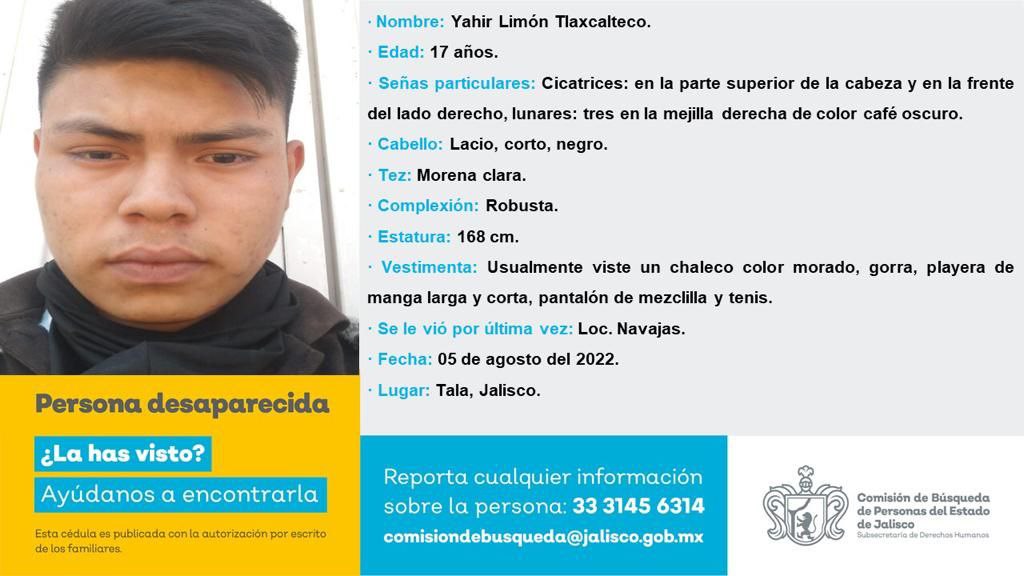 · Nombre: Yahir Limón Tlaxcalteco.
· Edad: 17 años.
· Señas particulares: Cicatrices: en la parte superior de la cabeza y en la frente
del lado derecho, lunares: tres en la mejilla derecha de color café oscuro.
· Cabello: Lacio, corto, negro.
· Tez: Morena clara.
· Complexión: Robusta.
· Estatura: 168 cm.
· Vestimenta: Usualmente viste un chaleco color morado, gorra, playera de
manga larga y corta, pantalón de mezclilla y tenis.
· Se le vió por última vez: Loc. Navajas.
· Fecha: 05 de agosto del 2022.
· Lugar: Tala, Jalisco.
Persona desaparecida
¿La has visto?
Ayúdanos a encontrarla
Esta cédula es publicada con la autorización por escrito
de los familiares.
Reporta cualquier información
sobre la persona: 33 3145 6314
comisiondebusqueda@jalisco.gob.mx
Comisión de Búsqueda
de Personas del Estado
de Jalisco
Subsecretaría de Derechos Humanos